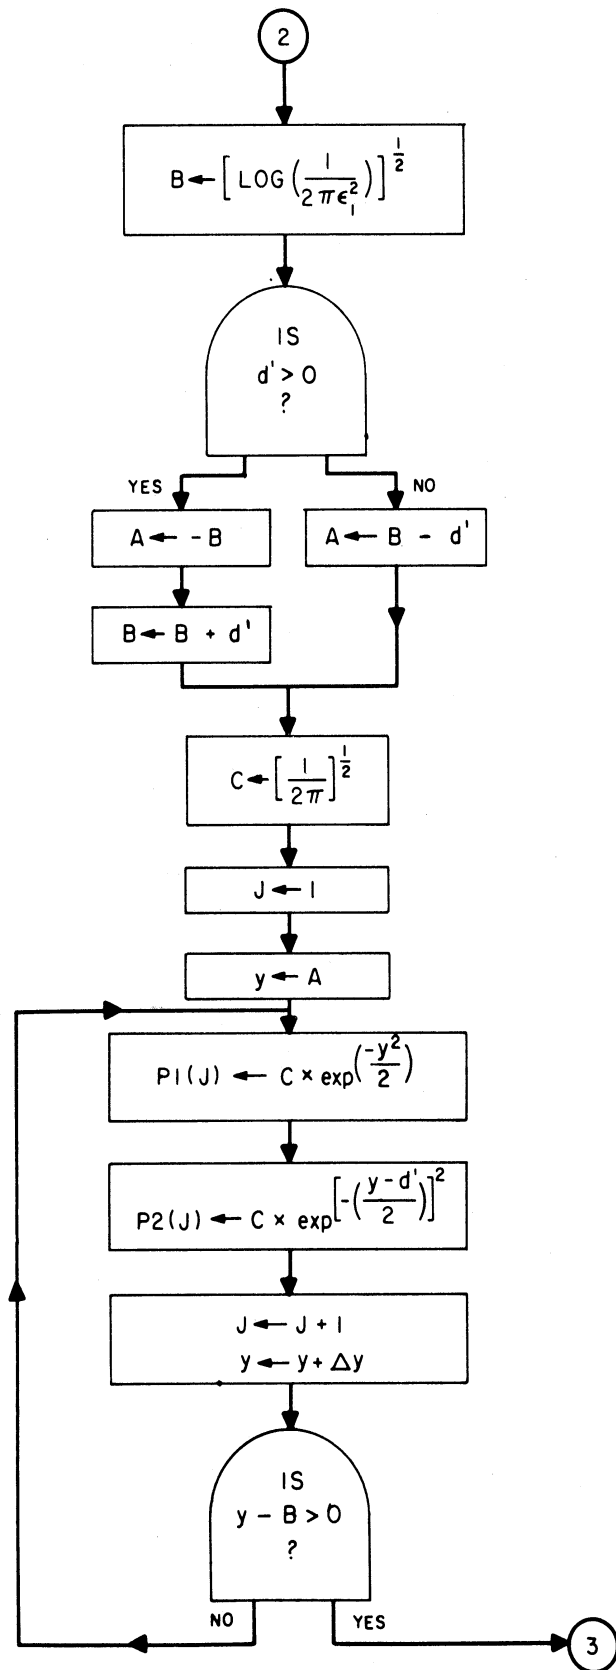 2
B ← [LOG (1/2πϵ₁²)]^½
IS
d' > 0
?
YES
NO
A ← -B
A ← B - d'
B ← B + d'
C ← [1/2π]^½
J ← 1
y ← A
P1(J) ← C × exp^(-y²/2)
P2(J) ← C × exp^[-(y-d'/2)]²
J ← J + 1
y ← y + Δy
IS
y - B > 0
?
NO
YES
3